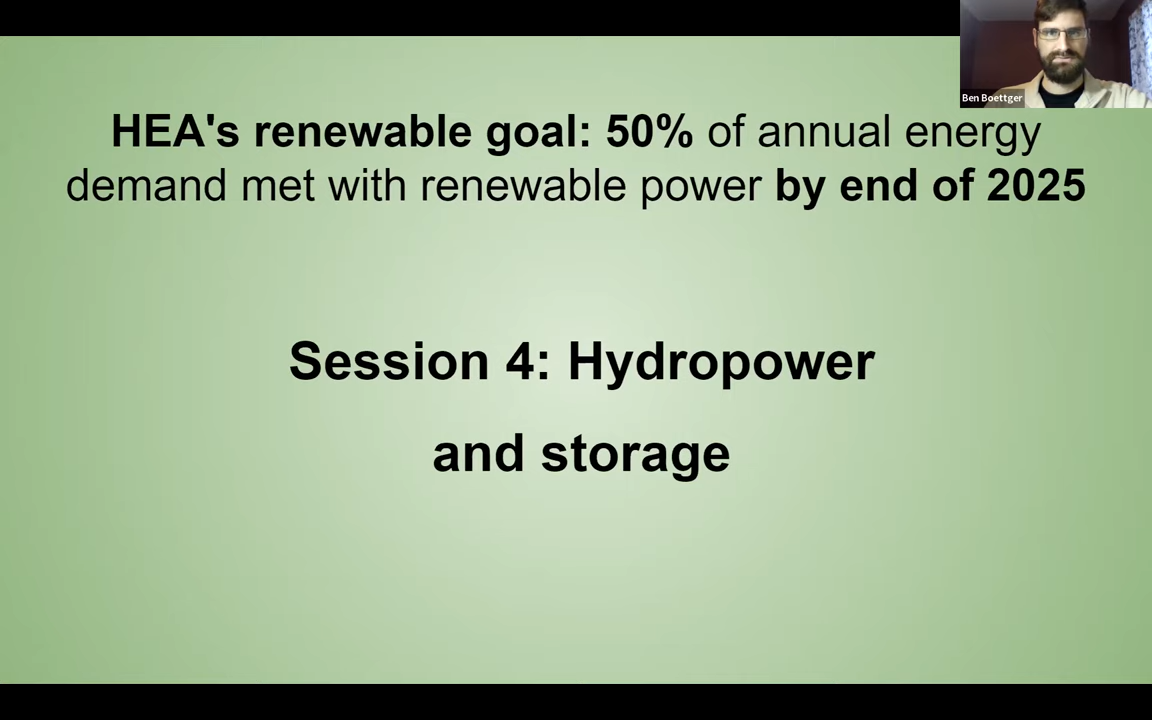 Ben Boettger
HEA's renewable goal: 50% of annual energy
demand met with renewable power by end of 2025
Session 4: Hydropower
and storage